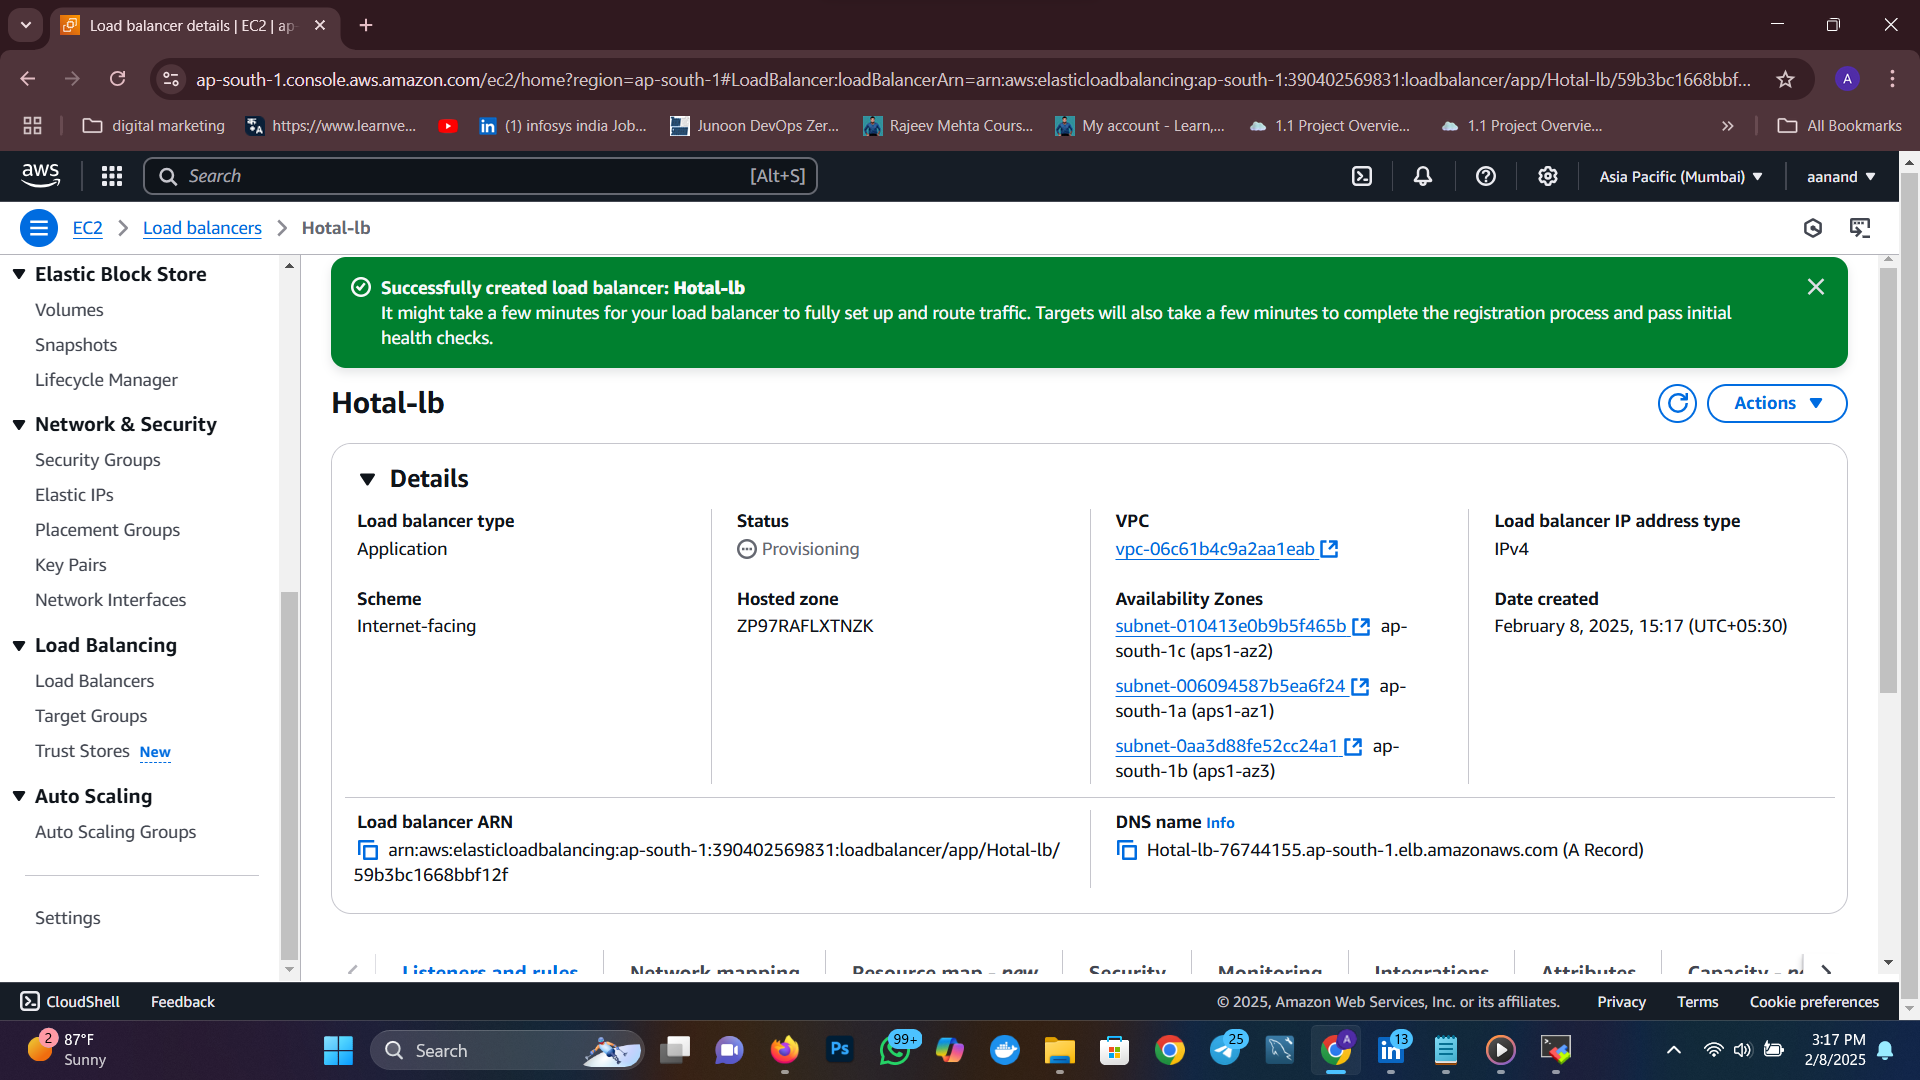 Load balancer details | EC2 | ap-
ap-south-1.console.aws.amazon.com/ec2/home?region=ap-south-1#LoadBalancer:loadBalancerArn=arn:aws:elasticloadbalancing:ap-south-1:390402569831:loadbalancer/app/Hotal-lb/59b3bc1668bbf...
A
digital marketing
https://www.learnve...
(1) infosys india Job...
Junoon DevOps Zer...
Rajeev Mehta Cours...
My account - Learn,...
1.1 Project Overvie...
1.1 Project Overvie...
All Bookmarks
aws
Search
[Alt+S]
Asia Pacific (Mumbai)
aanand
EC2
Load balancers
Hotal-lb
Elastic Block Store
Volumes
Snapshots
Lifecycle Manager
Network & Security
Security Groups
Elastic IPs
Placement Groups
Key Pairs
Network Interfaces
Load Balancing
Load Balancers
Target Groups
Trust Stores New
Auto Scaling
Auto Scaling Groups
Settings
Successfully created load balancer: Hotal-lb
It might take a few minutes for your load balancer to fully set up and route traffic. Targets will also take a few minutes to complete the registration process and pass initial
health checks.
Hotal-lb
Actions
Details
Load balancer type
Application
Scheme
Internet-facing
Status
Provisioning
Hosted zone
ZP97RAFLXTNZK
VPC
vpc-06c61b4c9a2aa1eab
Availability Zones
subnet-010413e0b9b5f465b ap-
south-1c (aps1-az2)
subnet-006094587b5ea6f24 ap-
south-1a (aps1-az1)
subnet-0aa3d88fe52cc24a1 ap-
south-1b (aps1-az3)
Load balancer IP address type
IPv4
Date created
February 8, 2025, 15:17 (UTC+05:30)
Load balancer ARN
arn:aws:elasticloadbalancing:ap-south-1:390402569831:loadbalancer/app/Hotal-lb/
59b3bc1668bbf12f
DNS name Info
Hotal-lb-76744155.ap-south-1.elb.amazonaws.com (A Record)
Listeners and rules
Network mapping
Resource map - new
Security
Monitoring
Integrations
Attributes
Capacity - ne
CloudShell
Feedback
© 2025, Amazon Web Services, Inc. or its affiliates.
Privacy
Terms
Cookie preferences
2
87°F
Sunny
Search
Ps
99+
25
A
13
3:17 PM
2/8/2025